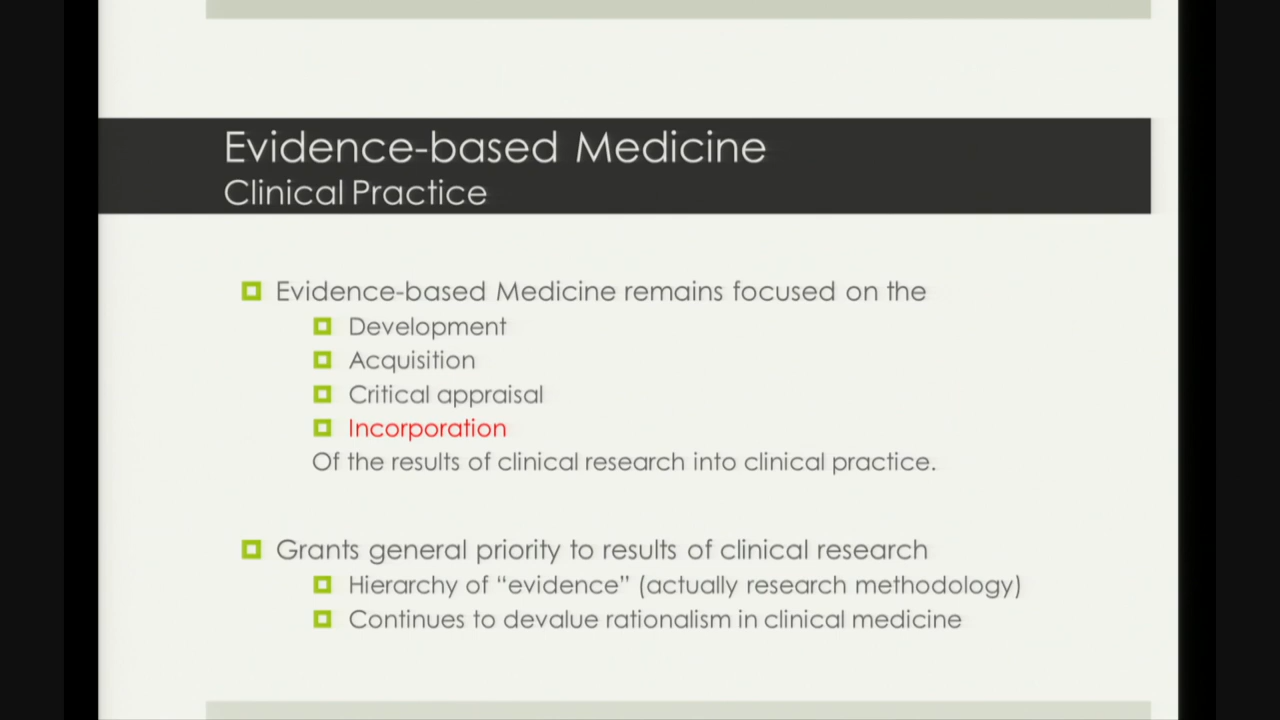 Evidence-based Medicine
Clinical Practice
Evidence-based Medicine remains focused on the
Development
Acquisition
Critical appraisal
Incorporation
Of the results of clinical research into clinical practice.
Grants general priority to results of clinical research
Hierarchy of “evidence” (actually research methodology)
Continues to devalue rationalism in clinical medicine